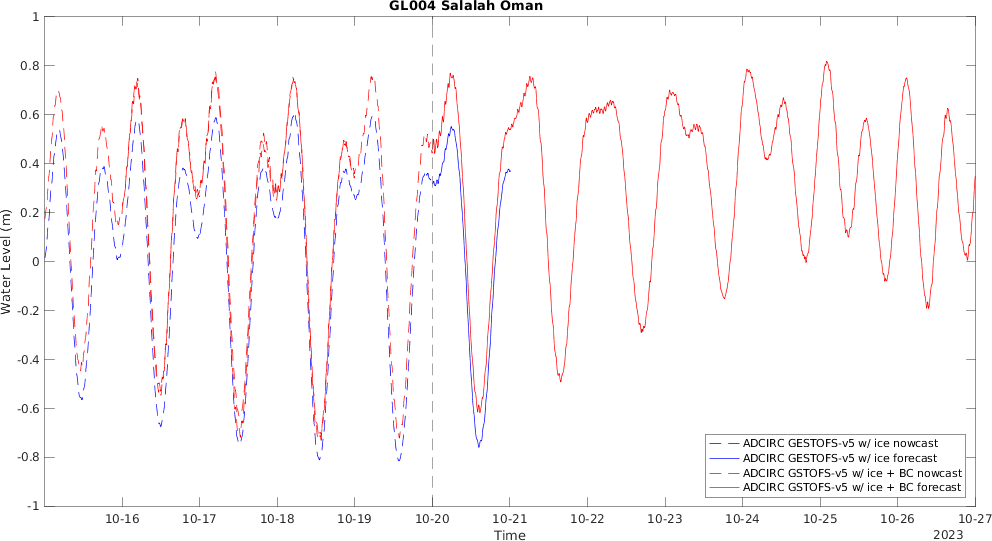 GL004 Salalah Oman
1
0.8
0.6
0.4
0.2
0
-0.2
-0.4
-0.6
-0.8
-1
Water Level (m)
10-16 10-17 10-18 10-19 10-20 10-21 10-22 10-23 10-24 10-25 10-26 10-27
Time
2023
ADCIRC GESTOFS-v5 w/ ice nowcast
ADCIRC GESTOFS-v5 w/ ice forecast
ADCIRC GSTOFS-v5 w/ ice + BC nowcast
ADCIRC GSTOFS-v5 w/ ice + BC forecast